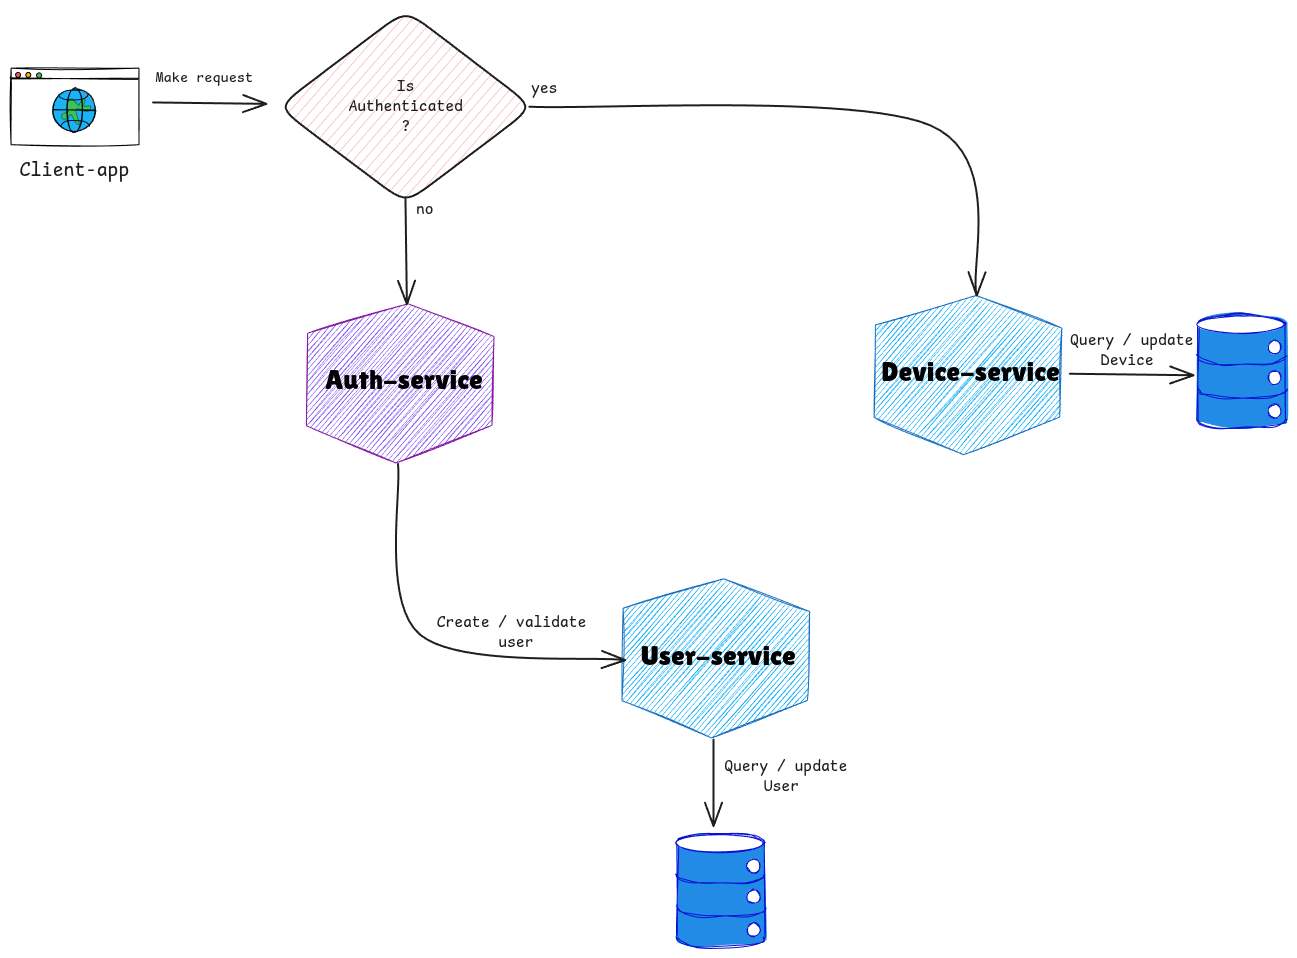 Make request
Client-app
Is
Authenticated
?
yes
no
Auth-service
Device-service
Query / update
Device
Create / validate
user
User-service
Query / update
User